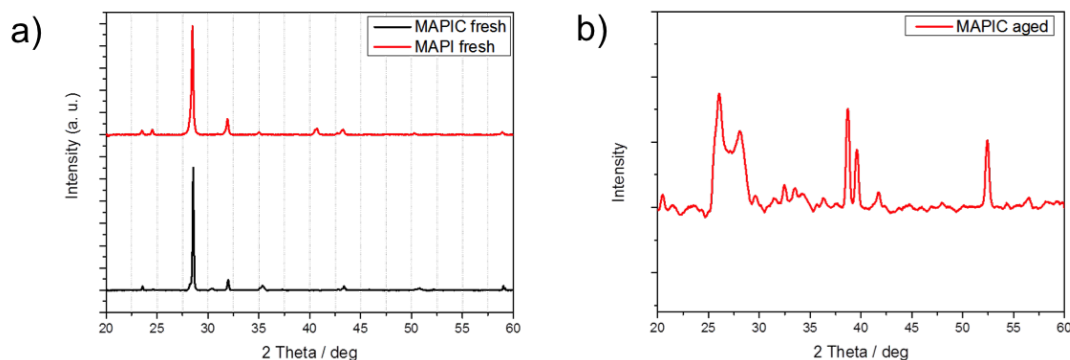 a)
MAPIC fresh
MAPI fresh
Intensity (a. u.)
20 25 30 35 40 45 50 55 60
2 Theta / deg
b)
MAPIC aged
Intensity
20 25 30 35 40 45 50 55 60
2 Theta / deg